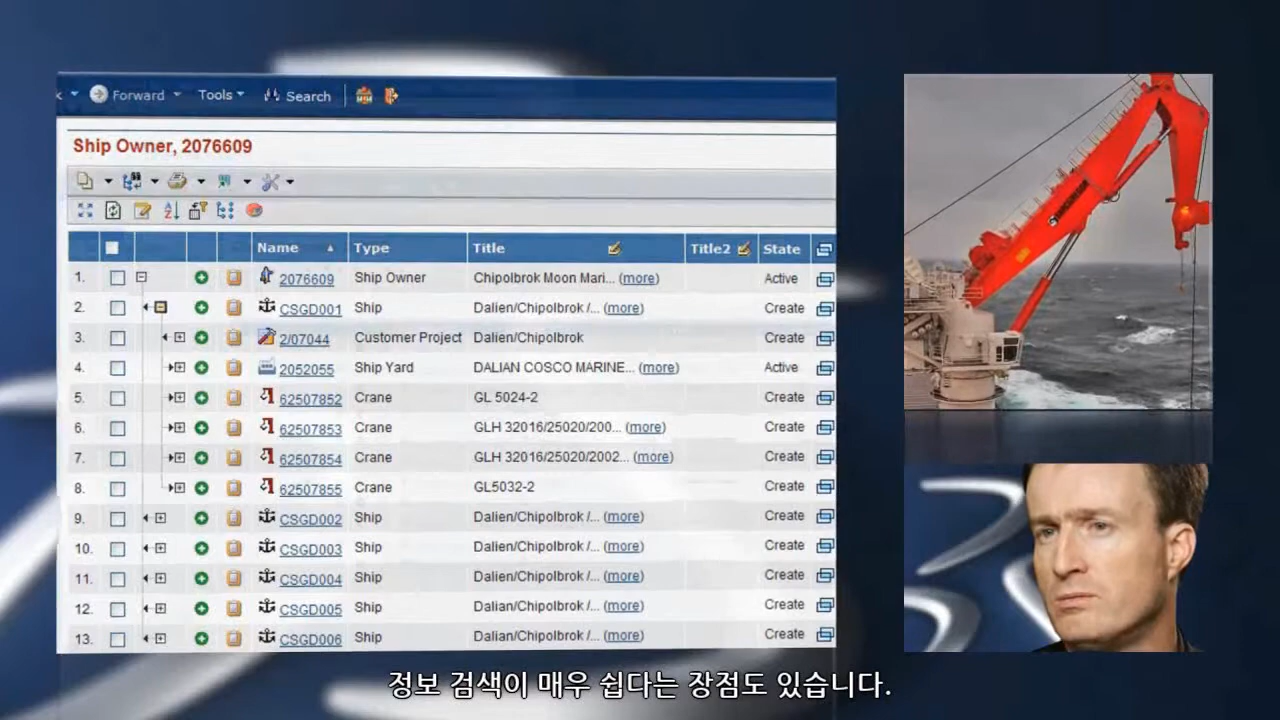 Forward Tools Search
Ship Owner, 2076609
Name Type Title Title2 State
1. 2076609 Ship Owner Chipolbrok Moon Mari... (more) Active
2. CSGD001 Ship Dalien/Chipolbrok /... (more) Create
3. 2/07044 Customer Project Dalien/Chipolbrok Create
4. 2052055 Ship Yard DALIAN COSCO MARINE... (more) Active
5. 62507852 Crane GL 5024-2 Create
6. 62507853 Crane GLH 32016/25020/200... (more) Create
7. 62507854 Crane GLH 32016/25020/2002... (more) Create
8. 62507855 Crane GL5032-2 Create
9. CSGD002 Ship Dalien/Chipolbrok /... (more) Create
10. CSGD003 Ship Dalien/Chipolbrok /... (more) Create
11. CSGD004 Ship Dalien/Chipolbrok /... (more) Create
12. CSGD005 Ship Dalian/Chipolbrok /... (more) Create
13. CSGD006 Ship Dalian/Chipolbrok /... (more) Create
정보 검색이 매우 쉽다는 장점도 있습니다.